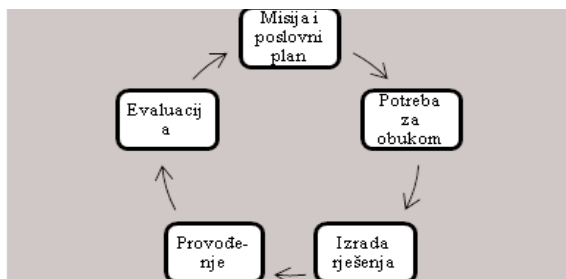 Misija i
poslovni
plan
Potreba
za
obukom
Izrada
rješenja
Provođe-
nje
Evaluacij
a